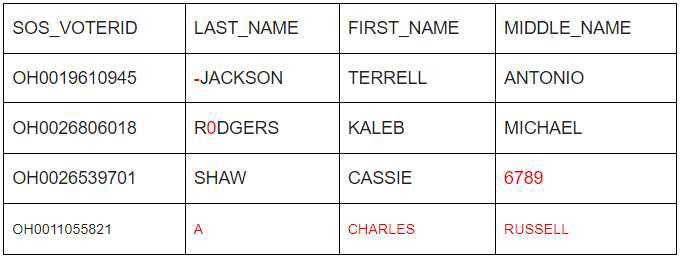 SOS_VOTERID LAST_NAME FIRST_NAME MIDDLE_NAME
OH0019610945 -JACKSON TERRELL ANTONIO
OH0026806018 R0DGERS KALEB MICHAEL
OH0026539701 SHAW CASSIE 6789
OH0011055821 A CHARLES RUSSELL